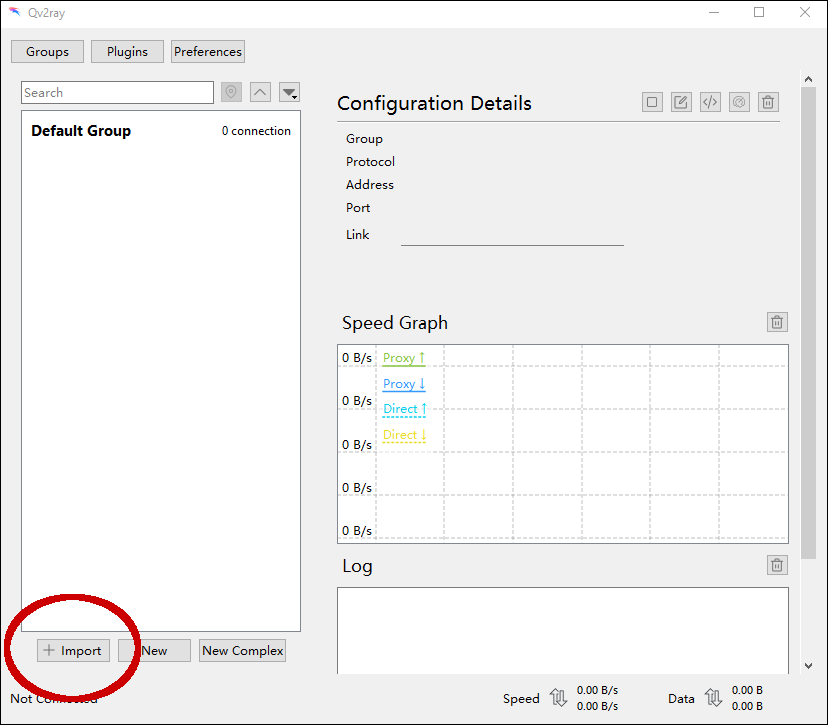 Qv2ray
Groups
Plugins
Preferences
Search
Default Group
0 connection
Configuration Details
Group
Protocol
Address
Port
Link
Speed Graph
0 B/s
Proxy ↑
Proxy ↓
0 B/s
Direct ↑
Direct ↓
0 B/s
0 B/s
0 B/s
Log
Import
New
New Complex
Not Connected
Speed
0.00 B/s
0.00 B/s
Data
0.00 B
0.00 B